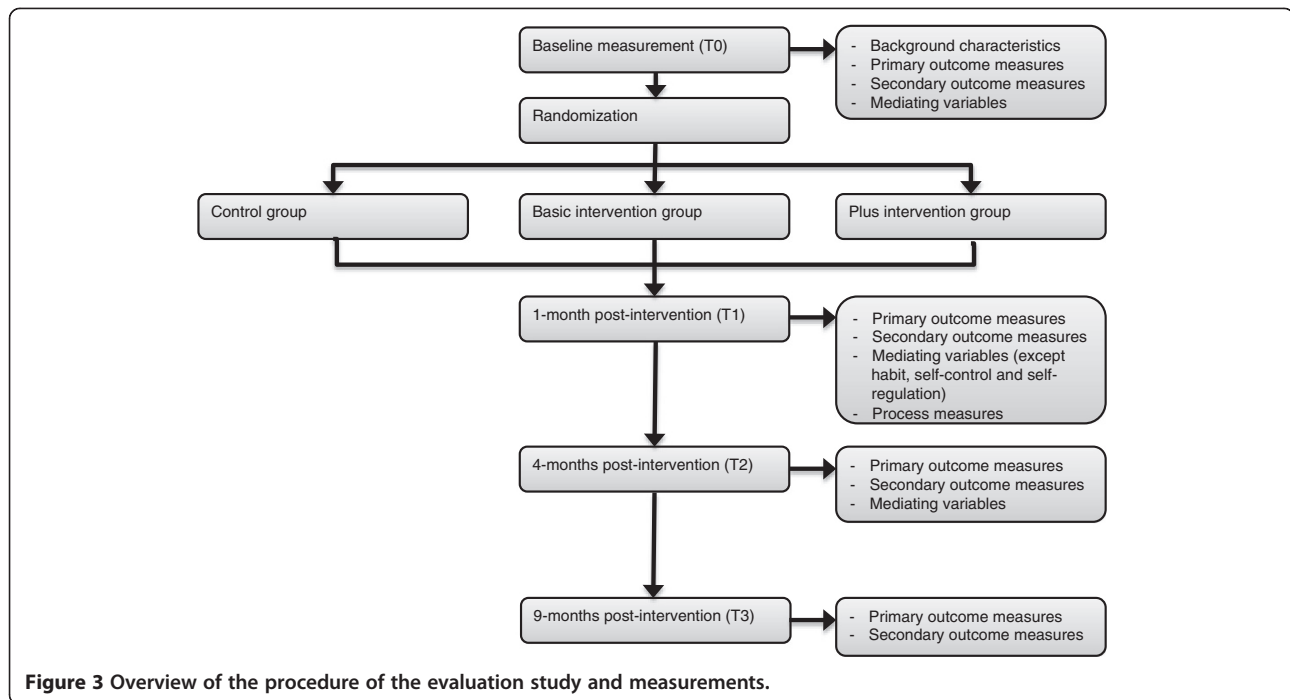 Baseline measurement (T0)
- Background characteristics
- Primary outcome measures
- Secondary outcome measures
- Mediating variables
Randomization
Control group
Basic intervention group
Plus intervention group
1-month post-intervention (T1)
- Primary outcome measures
- Secondary outcome measures
- Mediating variables (except
habit, self-control and self-
regulation)
- Process measures
4-months post-intervention (T2)
- Primary outcome measures
- Secondary outcome measures
- Mediating variables
9-months post-intervention (T3)
- Primary outcome measures
- Secondary outcome measures
Figure 3 Overview of the procedure of the evaluation study and measurements.